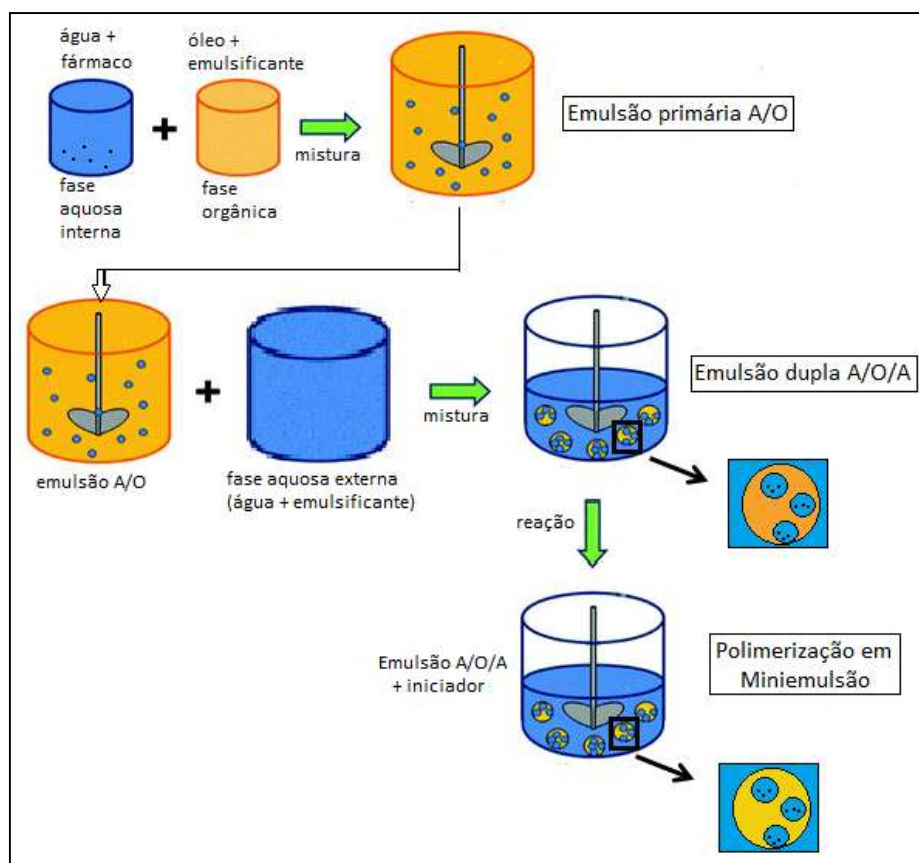 água +
fármaco
óleo +
emulsificante
mistura
fase
aquosa
interna
fase
orgânica
Emulsão primária A/O
emulsão A/O
fase aquosa externa
(água + emulsificante)
mistura
Emulsão dupla A/O/A
reação
Emulsão A/O/A
+ iniciador
Polimerização em
Miniemulsão